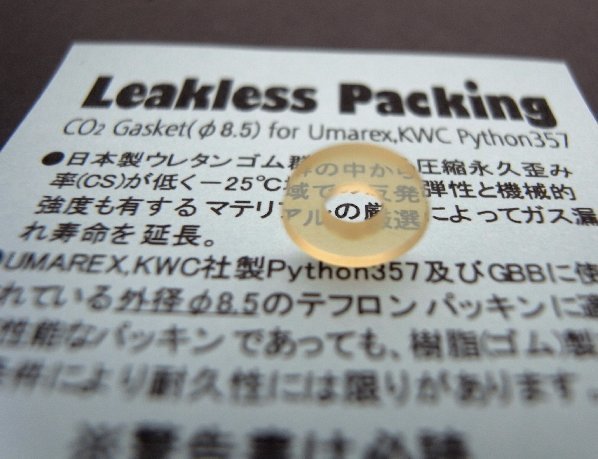 Leakless Packing
CO2 Gasket(φ8.5) for Umarex,KWC Python357
●日本製ウレタンゴム群の中から圧縮永久歪み
率(CS)が低く－25℃域での反発弾性と機械的
強度も有する マテリアルの厳選によってガス漏
れ寿命を 延長。
●UMAREX,KWC社製Python357及びGBBに使
れている外径φ8.5のテフロン パッキンに適
性能なパッキンであっても、樹脂(ゴム)製
条件により耐久性には限りがあります
※警告書は必読